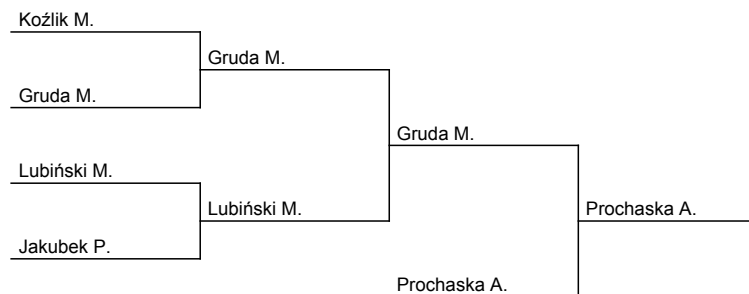 Koźlik M.
Gruda M.
Gruda M.
Gruda M.
Lubiński M.
Lubiński M.
Prochaska A.
Jakubek P.
Prochaska A.